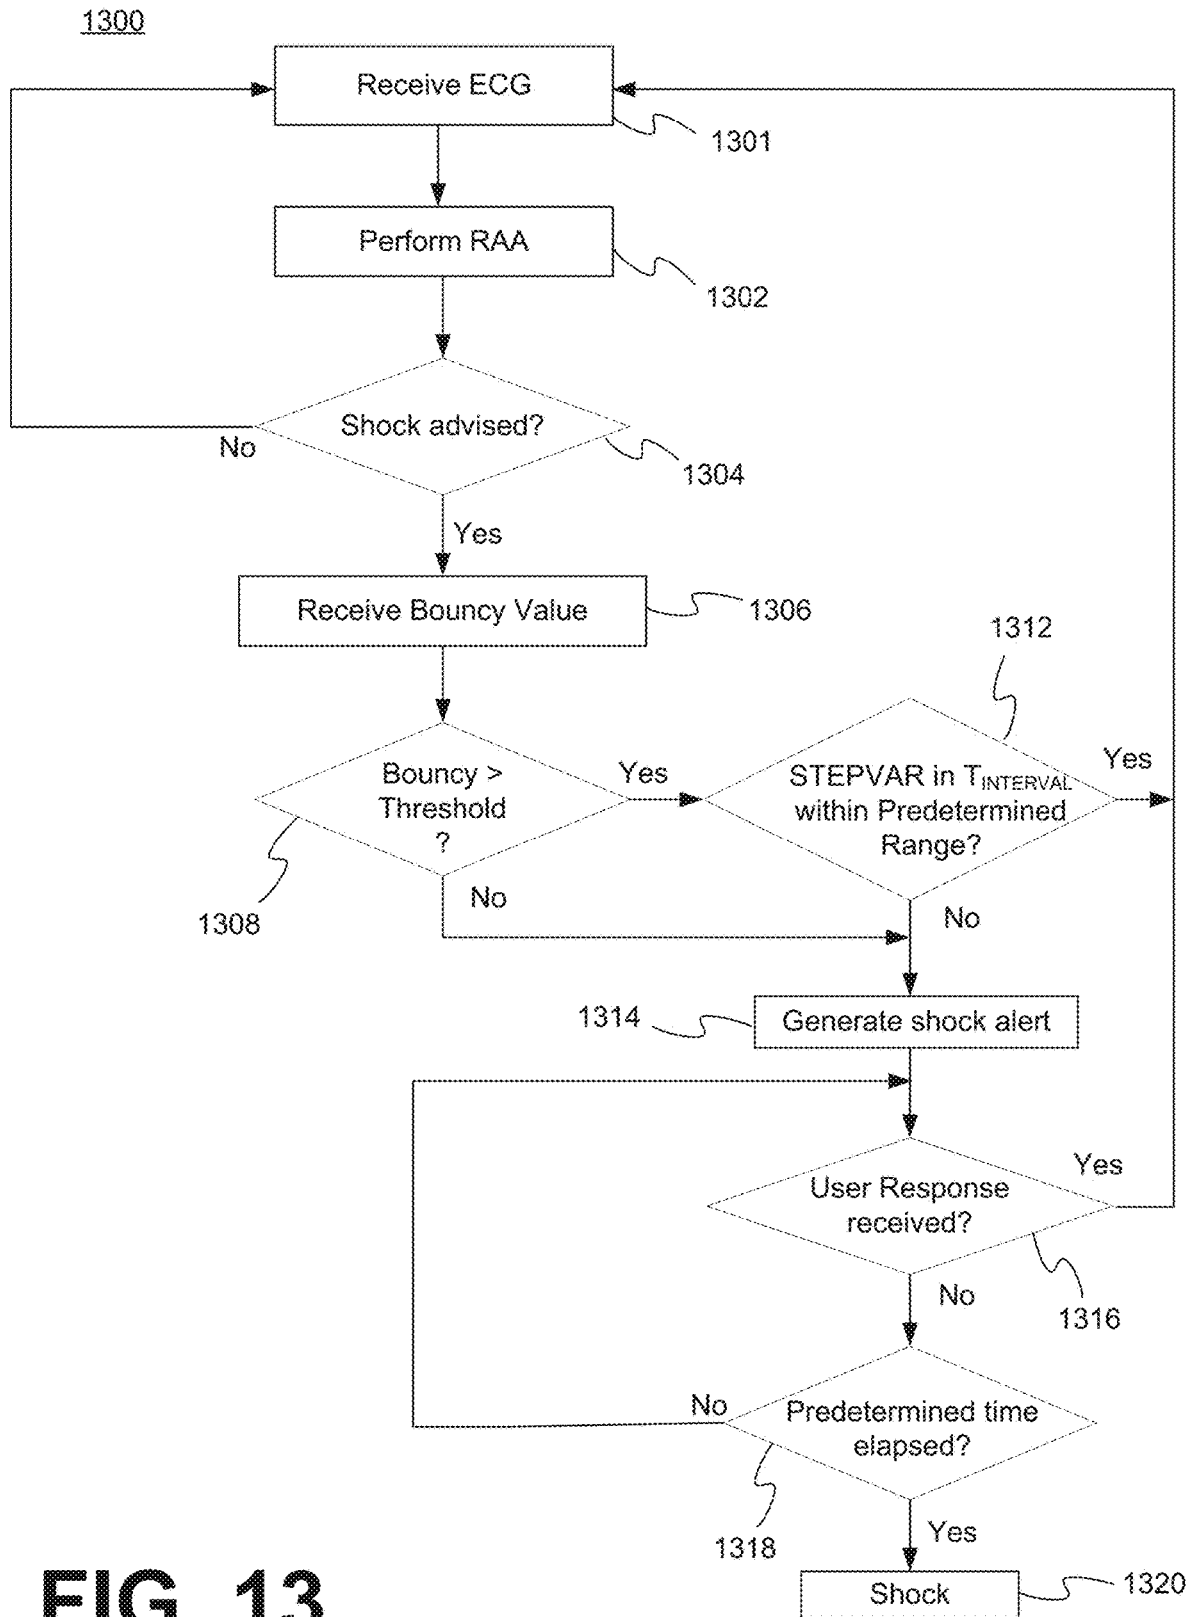 1300
Receive ECG
1301
Perform RAA
1302
Shock advised?
No
1304
Yes
Receive Bouncy Value
1306
1312
Bouncy >
Threshold
?
Yes
STEPVAR in TINTERVAL
within Predetermined
Range?
Yes
1308
No
No
1314
Generate shock alert
User Response
received?
Yes
No
1316
No
Predetermined time
elapsed?
1318
Yes
Shock
1320
FIG. 13